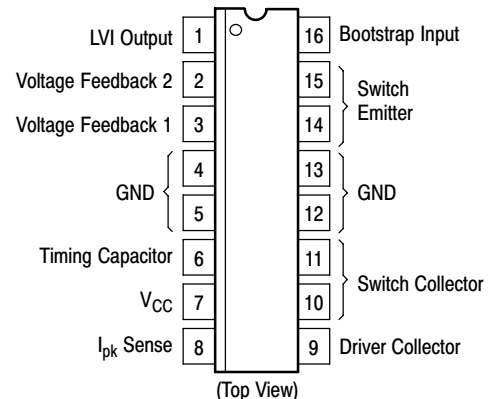 LVI Output 1 16 Bootstrap Input
Voltage Feedback 2 2 15 Switch
Emitter
Voltage Feedback 1 3 14
4 13
GND GND
5 12
Timing Capacitor 6 11
Switch Collector
VCC 7 10
Ipk Sense 8 9 Driver Collector
(Top View)